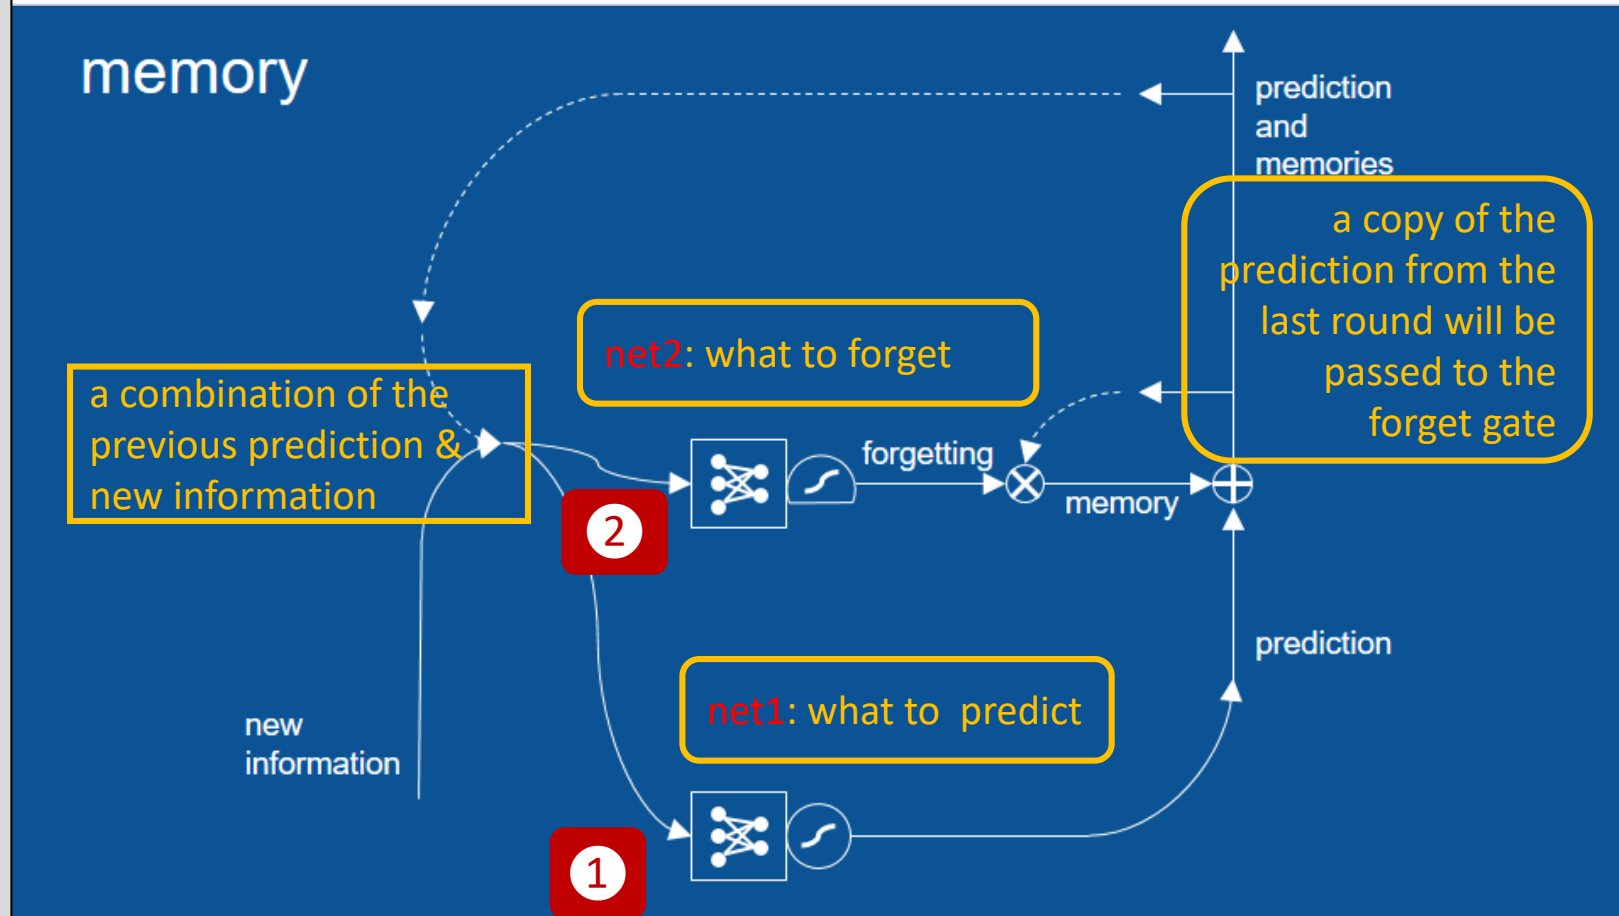 memory
prediction
and
memories
a copy of the
prediction from the
last round will be
passed to the
forget gate
net2: what to forget
a combination of the
previous prediction &
new information
forgetting
memory
2
prediction
net1: what to  predict
new
information
1